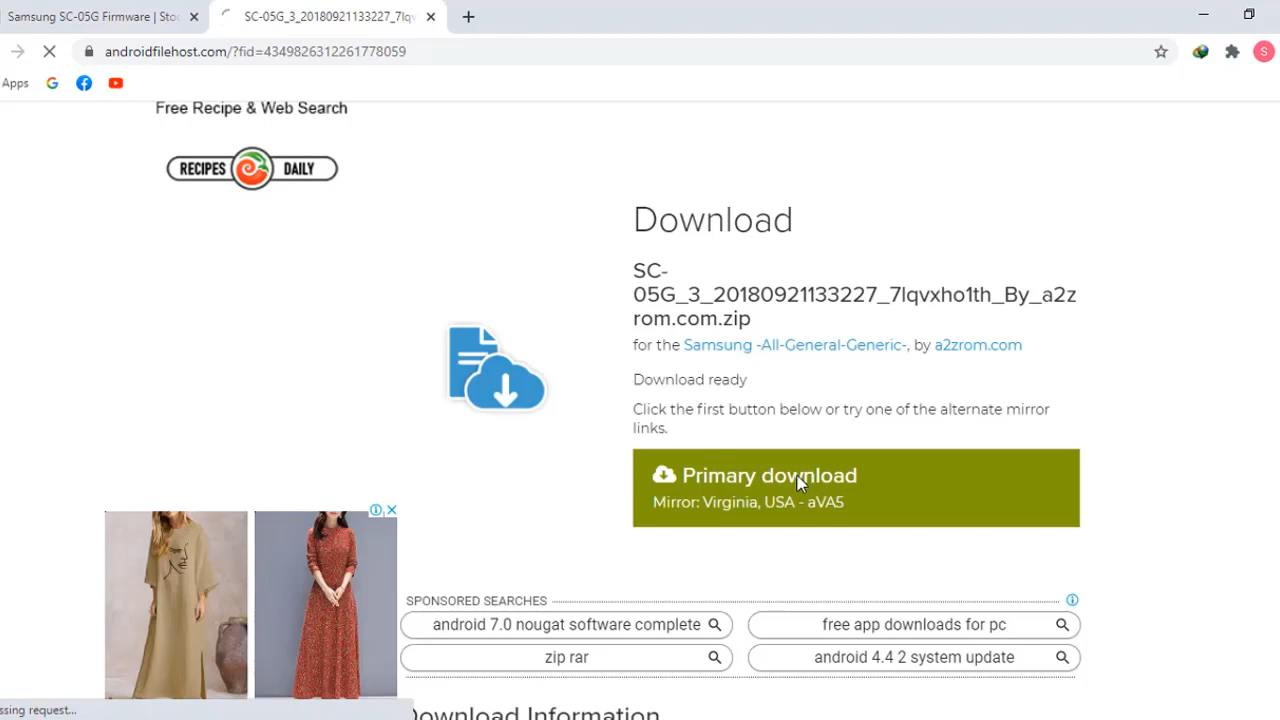 Samsung SC-05G Firmware | Stoc
SC-05G_3_20180921133227_7lqv
androidfilehost.com/?fid=4349826312261778059
S
Apps
Free Recipe & Web Search
RECIPES DAILY
Download
SC-
05G_3_20180921133227_7lqvxho1th_By_a2z
rom.com.zip
for the Samsung -All-General-Generic-, by a2zrom.com
Download ready
Click the first button below or try one of the alternate mirror
links.
Primary download
Mirror: Virginia, USA - aVA5
SPONSORED SEARCHES
android 7.0 nougat software complete
free app downloads for pc
zip rar
android 4.4 2 system update
ssing request...
Download Information